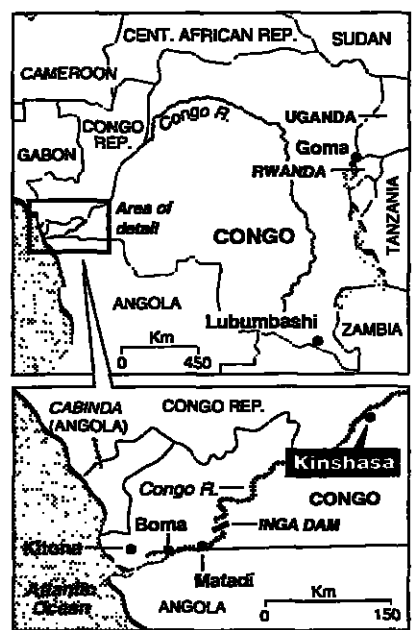 CENT. AFRICAN REP.
SUDAN
CAMEROON
Congo R.
UGANDA
CONGO
REP.
Goma
GABON
RWANDA
TANZANIA
Area of
detail
CONGO
ANGOLA
Lubumbashi
Km
0 450
ZAMBIA
CABINDA
(ANGOLA)
CONGO REP.
Kinshasa
Congo R.
CONGO
Boma
INGA DAM
Kitona
Matadi
Atlantic
Ocean
ANGOLA
Km
0 150